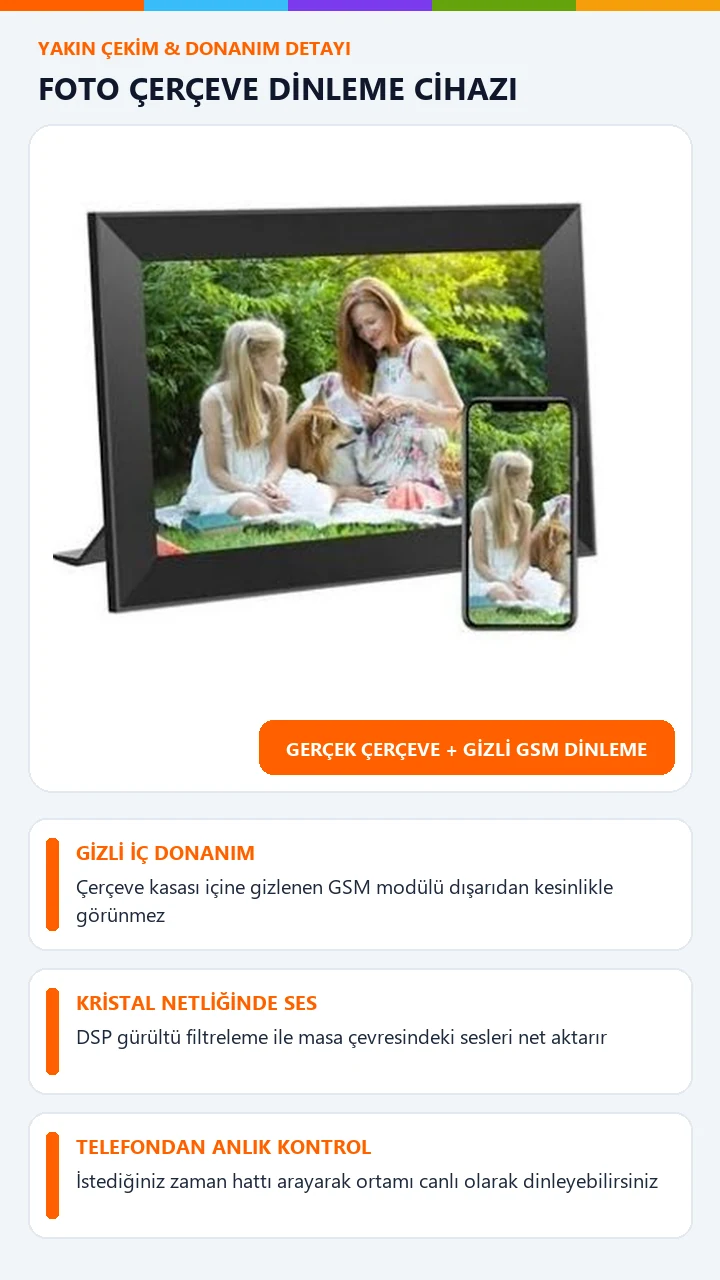 YAKIN ÇEKİM & DONANIM DETAYI
FOTO ÇERÇEVE DİNLEME CİHAZI
GERÇEK ÇERÇEVE + GİZLİ GSM DİNLEME
GİZLİ İÇ DONANIM
Çerçeve kasası içine gizlenen GSM modülü dışarıdan kesinlikle
görünmez
KRİSTAL NETLİĞİNDE SES
DSP gürültü filtreleme ile masa çevresindeki sesleri net aktarır
TELEFONDAN ANLIK KONTROL
İstediğiniz zaman hattı arayarak ortamı canlı olarak dinleyebilirsiniz